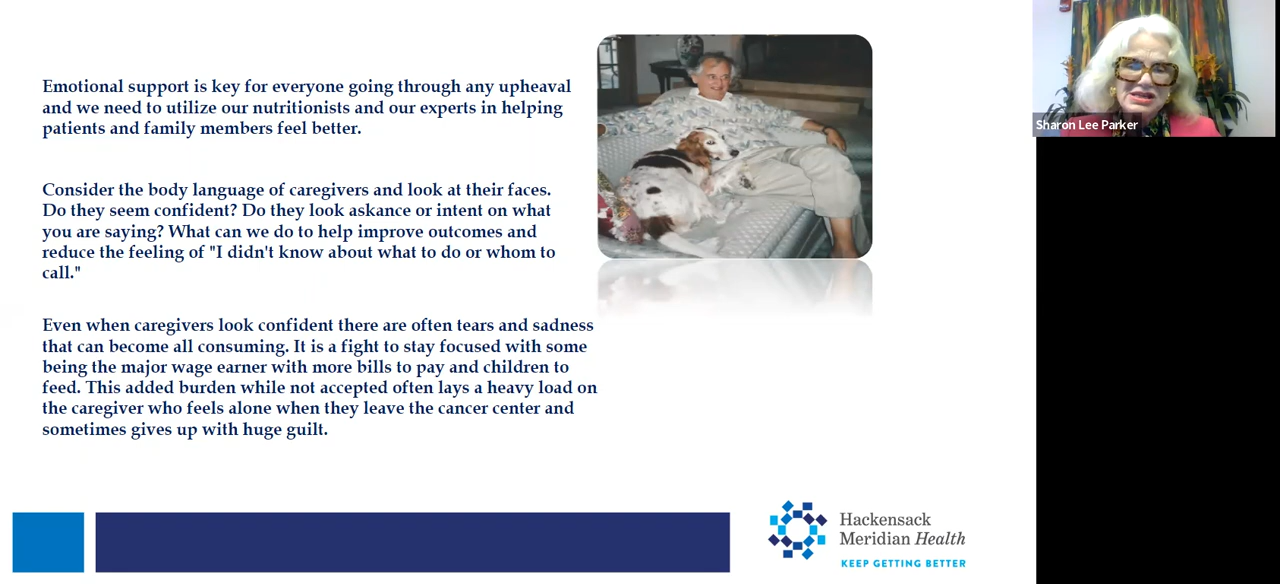 Emotional support is key for everyone going through any upheaval
and we need to utilize our nutritionists and our experts in helping
patients and family members feel better.
Consider the body language of caregivers and look at their faces.
Do they seem confident? Do they look askance or intent on what
you are saying? What can we do to help improve outcomes and
reduce the feeling of "I didn't know about what to do or whom to
call."
Even when caregivers look confident there are often tears and sadness
that can become all consuming. It is a fight to stay focused with some
being the major wage earner with more bills to pay and children to
feed. This added burden while not accepted often lays a heavy load on
the caregiver who feels alone when they leave the cancer center and
sometimes gives up with huge guilt.
Hackensack
Meridian Health
KEEP GETTING BETTER
Sharon Lee Parker